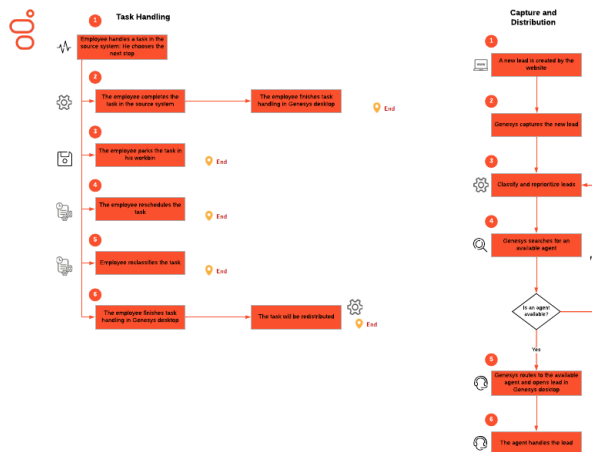 Task Handling
1
Employee handles a task in the
source system: He chooses the
next step
2
The employee completes the
task in the source system
The employee finishes task
handling in Genesys desktop
End
3
The employee parks the task in
his workbin
End
4
The employee reschedules the
task
End
5
Employee reclassifies the task
End
6
The employee finishes task
handling in Genesys desktop
The task will be redistributed
End
Capture and
Distribution
1
A new lead is created by the
website
2
Genesys captures the new lead
3
Classify and reprioritize leads
4
Genesys searches for an
available agent
Is an agent
available?
Yes
5
Genesys routes to the available
agent and opens lead in
Genesys desktop
6
The agent handles the lead